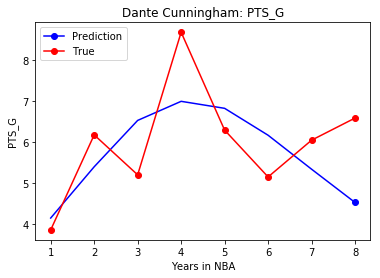 Dante Cunningham: PTS_G
Prediction
True
PTS_G
8
7
6
5
4
1 2 3 4 5 6 7 8
Years in NBA